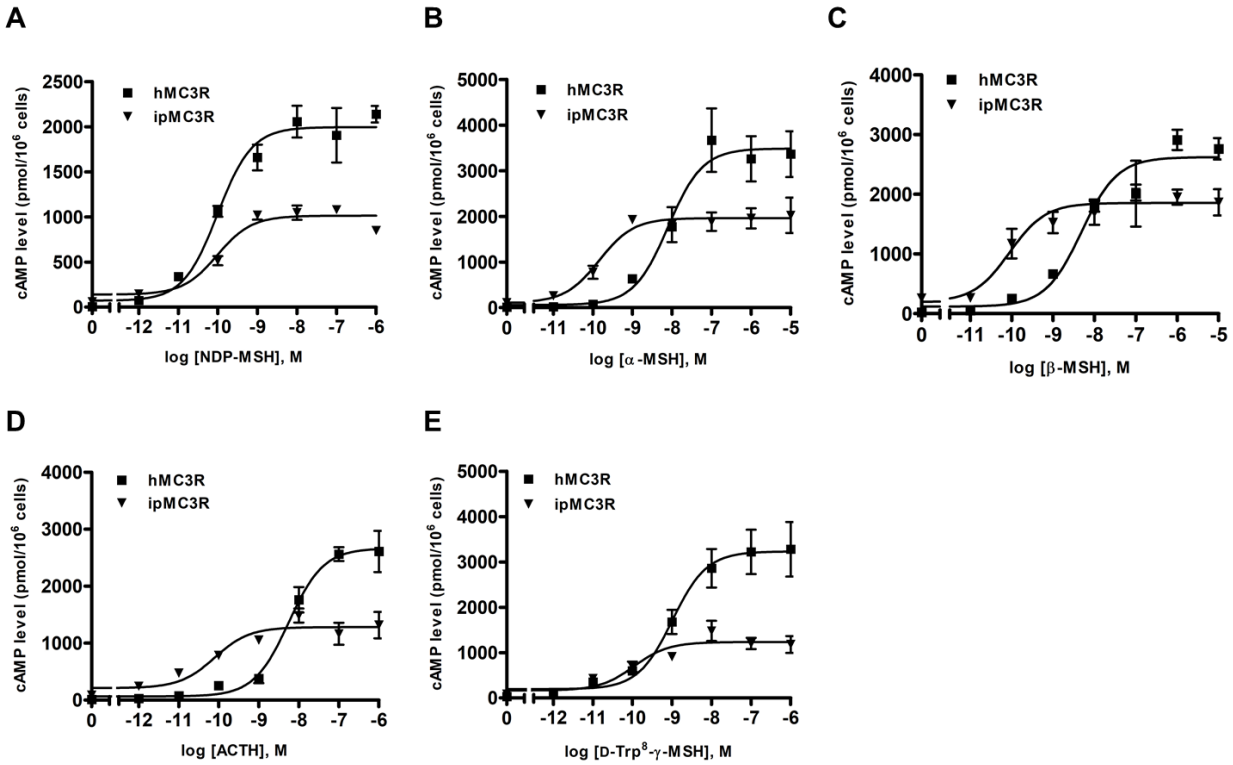 A
cAMP level (pmol/10⁶ cells)
2500
2000
1500
1000
500
0
hMC3R
ipMC3R
0 -12 -11 -10 -9 -8 -7 -6
log [NDP-MSH], M
B
cAMP level (pmol/10⁶ cells)
5000
4000
3000
2000
1000
0
hMC3R
ipMC3R
0 -11 -10 -9 -8 -7 -6 -5
log [α-MSH], M
C
cAMP level (pmol/10⁶ cells)
4000
3000
2000
1000
0
hMC3R
ipMC3R
0 -11 -10 -9 -8 -7 -6 -5
log [β-MSH], M
D
cAMP level (pmol/10⁶ cells)
4000
3000
2000
1000
0
hMC3R
ipMC3R
0 -12 -11 -10 -9 -8 -7 -6
log [ACTH], M
E
cAMP level (pmol/10⁶ cells)
5000
4000
3000
2000
1000
0
hMC3R
ipMC3R
0 -12 -11 -10 -9 -8 -7 -6
log [D-Trp⁸-γ-MSH], M